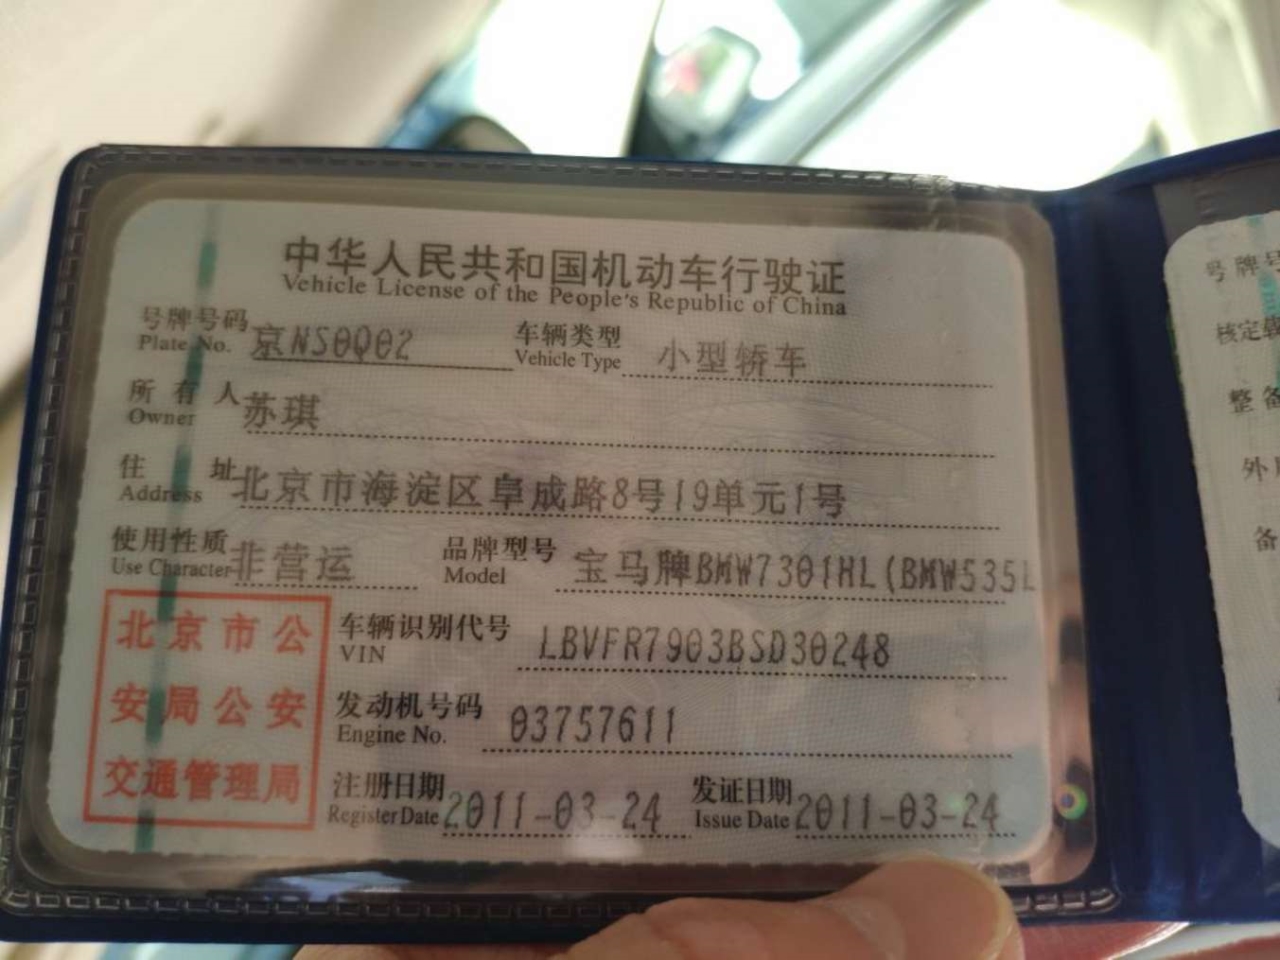 中华人民共和国机动车行驶证
Vehicle License of the People's Republic of China
号牌号码 京NS0Q02 车辆类型 小型轿车
Plate No. Vehicle Type
所有人 苏琪
Owner
住址 北京市海淀区阜成路8号19单元1号
Address
使用性质 非营运 品牌型号 宝马牌BMW7301HL(BMW535L
Use Character Model
北京市公
安局公安
交通管理局
车辆识别代号 LBVFR7903BSD30248
VIN
发动机号码 03757611
Engine No.
注册日期 2011-03-24 发证日期 2011-03-24
Register Date Issue Date
号牌号
核定载
整备
外
备